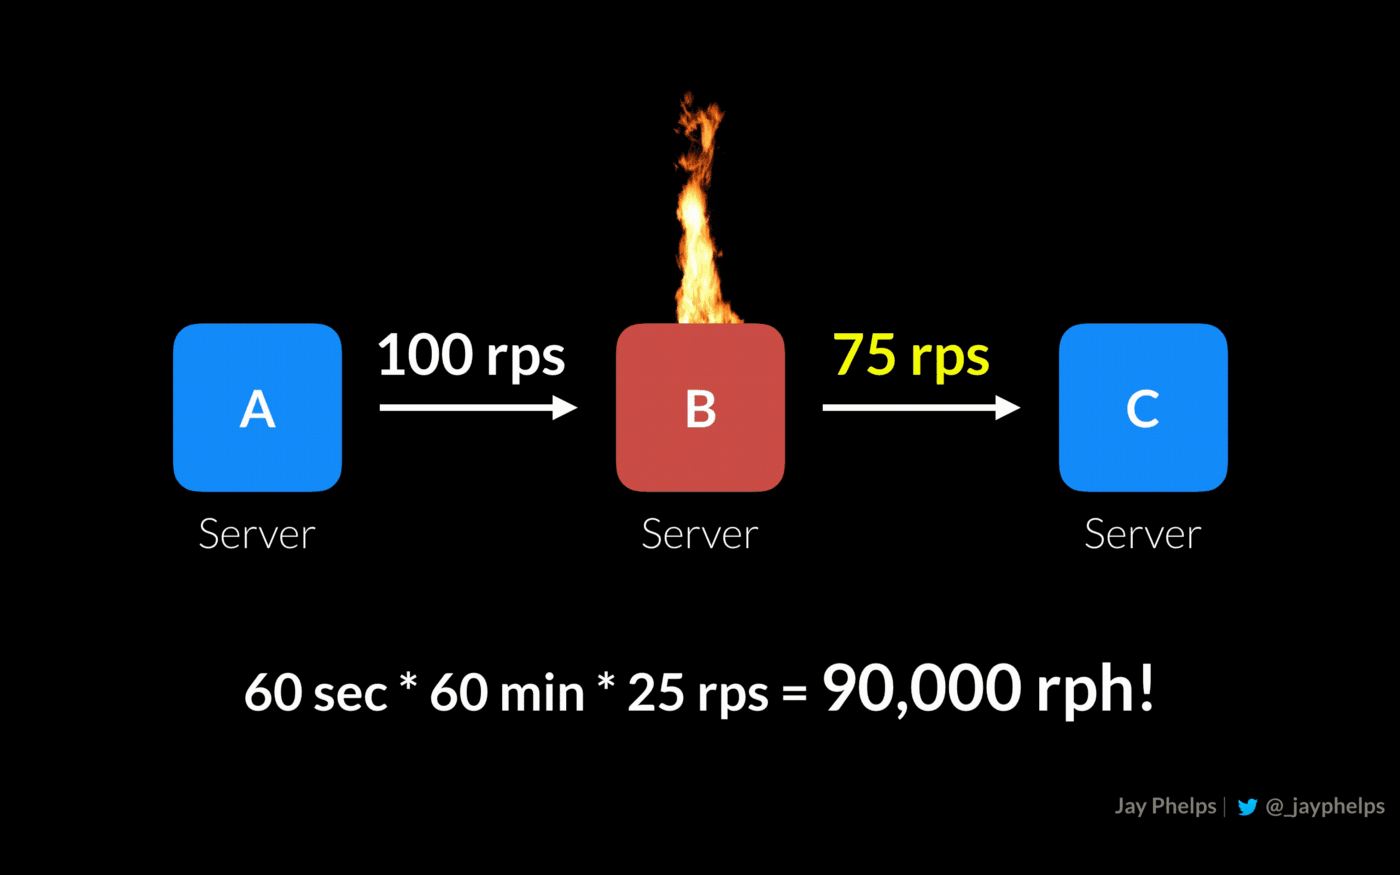 100 rps
75 rps
A
B
C
Server
Server
Server
60 sec * 60 min * 25 rps = 90,000 rph!
Jay Phelps | @_jayphelps